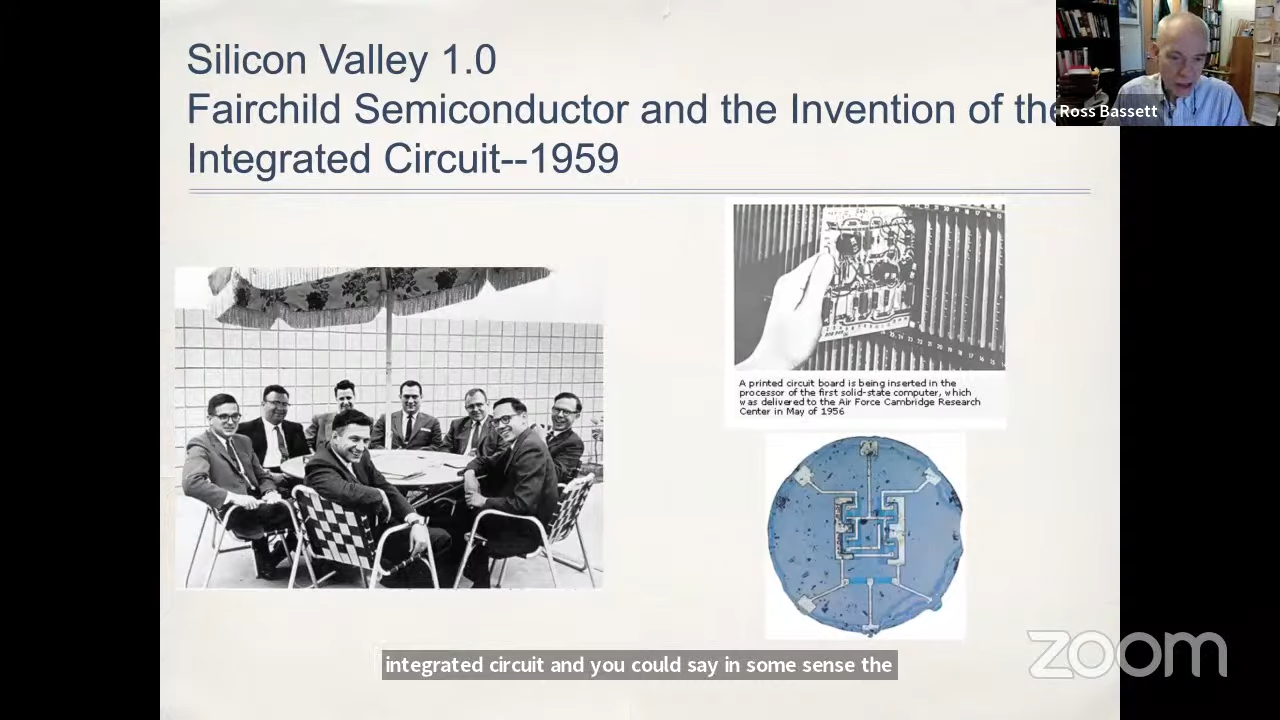 Silicon Valley 1.0
Fairchild Semiconductor and the Invention of the
Integrated Circuit--1959
Ross Bassett
A printed circuit board is being inserted in the
processor of the first solid-state computer, which
was delivered to the Air Force Cambridge Research
Center in May of 1956
integrated circuit and you could say in some sense the
zoom